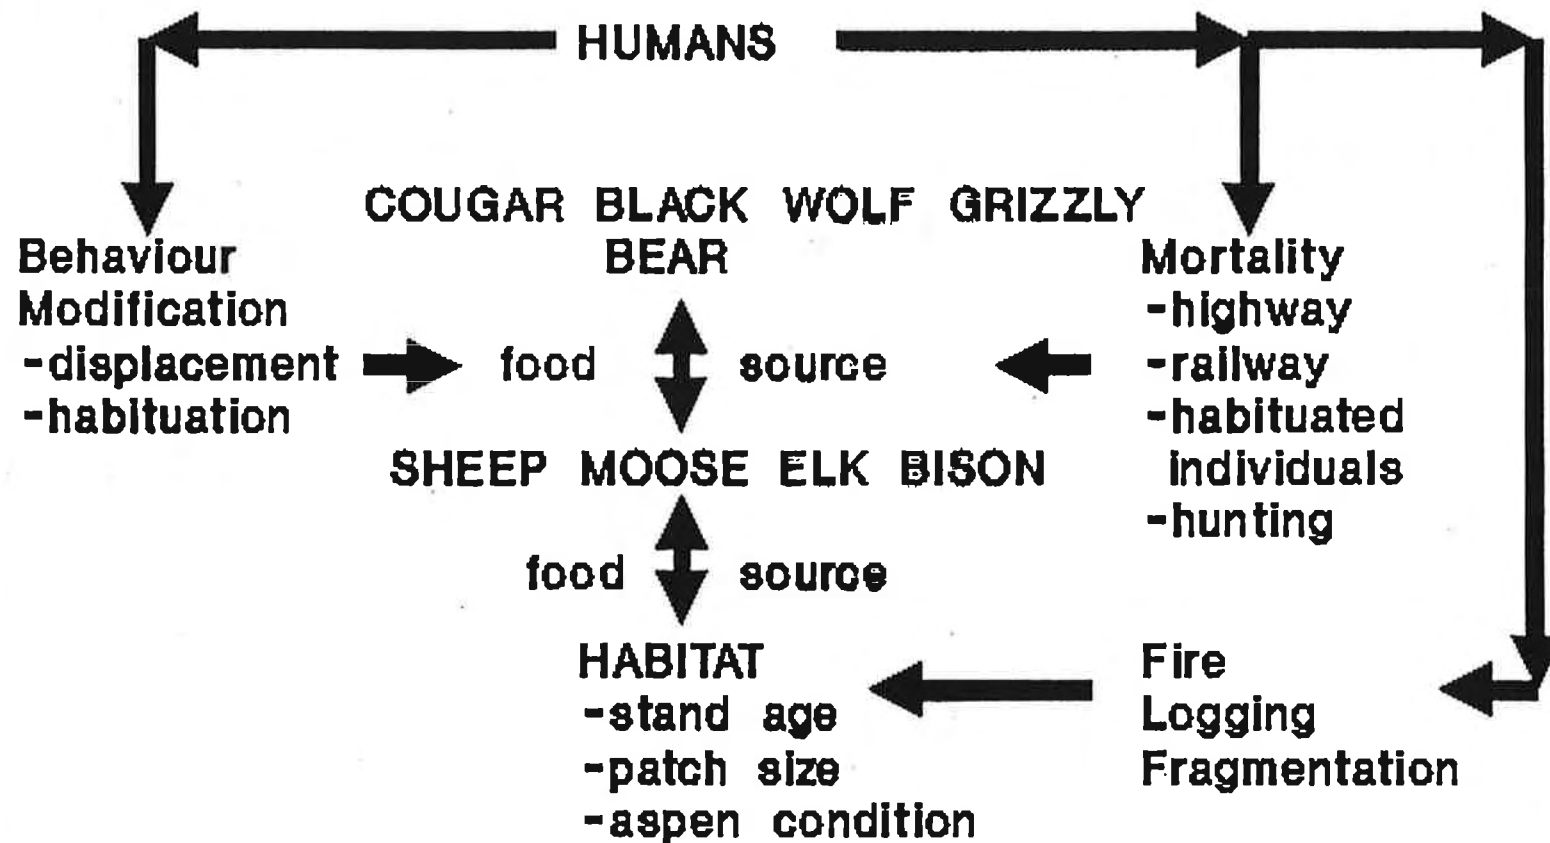 HUMANS
COUGAR BLACK WOLF GRIZZLY
BEAR
Behaviour
Modification
-displacement
-habituation
food source
Mortality
-highway
-railway
-habituated
individuals
-hunting
SHEEP MOOSE ELK BISON
food source
HABITAT
-stand age
-patch size
-aspen condition
Fire
Logging
Fragmentation